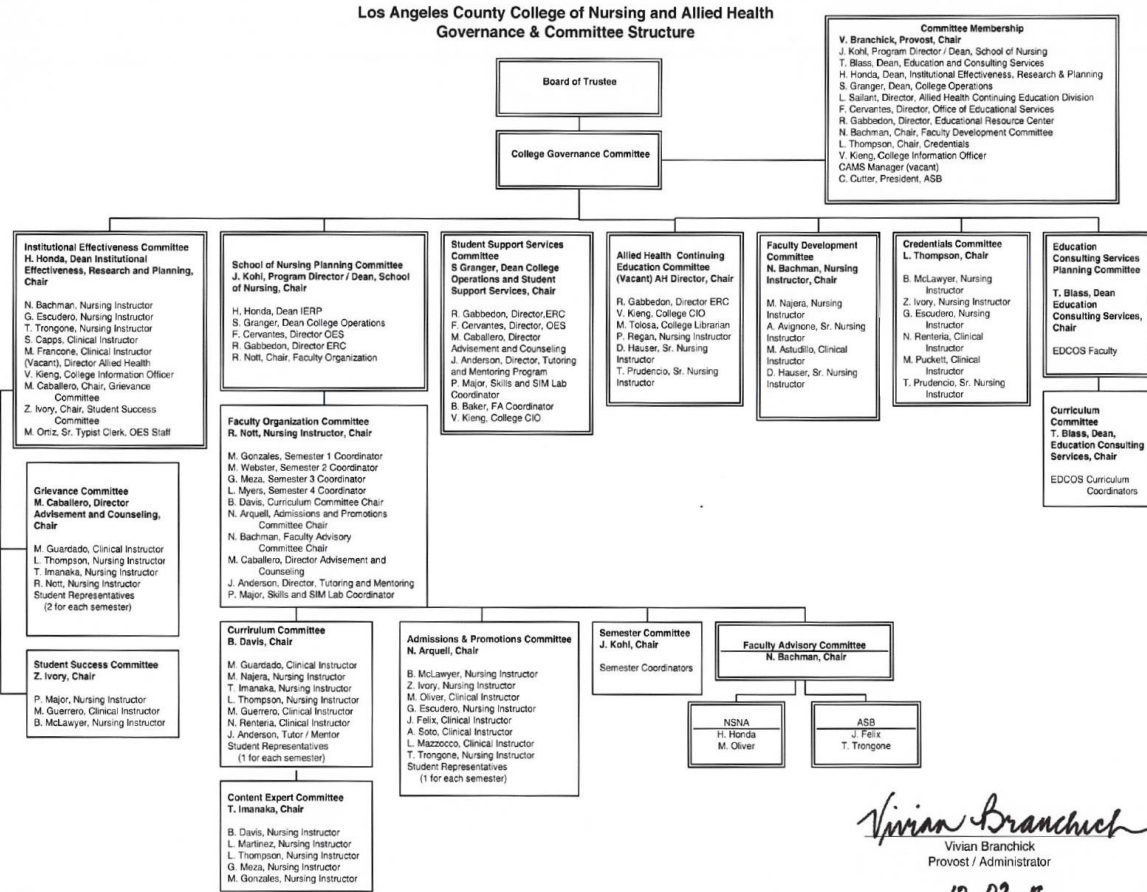 Los Angeles County College of Nursing and Allied Health
Governance & Committee Structure
Board of Trustee
College Governance Committee
Committee Membership
V. Branchick, Provost, Chair
J. Kohl, Program Director / Dean, School of Nursing
T. Blass, Dean, Education and Consulting Services
H. Honda, Dean, Institutional Effectiveness, Research & Planning
S. Granger, Dean, College Operations
L. Sailant, Director, Allied Health Continuing Education Division
F. Cervantes, Director, Office of Educational Services
R. Gabbedon, Director, Educational Resource Center
N. Bachman, Chair, Faculty Development Committee
L. Thompson, Chair, Credentials
V. Kieng, College Information Officer
CAMS Manager (vacant)
C. Cutter, President, ASB
Institutional Effectiveness Committee
H. Honda, Dean Institutional
Effectiveness, Research and Planning,
Chair
N. Bachman, Nursing Instructor
G. Escudero, Nursing Instructor
T. Trongone, Nursing Instructor
S. Capps, Clinical Instructor
M. Francone, Clinical Instructor
(Vacant), Director Allied Health
V. Kieng, College Information Officer
M. Caballero, Chair, Grievance
Committee
Z. Ivory, Chair, Student Success
Committee
M. Ortiz, Sr. Typist Clerk, OES Staff
School of Nursing Planning Committee
J. Kohl, Program Director / Dean, School
of Nursing, Chair
H, Honda, Dean IERP
S. Granger, Dean College Operations
F. Cervantes, Director OES
R. Gabbedon, Director ERC
R. Nott, Chair, Faculty Organization
Student Support Services
Committee
S Granger, Dean College
Operations and Student
Support Services, Chair
R. Gabbedon, Director,ERC
F. Cervantes, Director, OES
M. Caballero, Director
Advisement and Counseling
J. Anderson, Director, Tutoring
and Mentoring Program
P. Major, Skills and SIM Lab
Coordinator
B. Baker, FA Coordinator
V. Kieng, College CIO
Allied Health Continuing
Education Committee
(Vacant) AH Director, Chair
R. Gabbedon, Director ERC
V. Kieng, College CIO
M. Tolosa, College Librarian
P. Regan, Nursing Instructor
D. Hauser, Sr. Nursing
Instructor
T. Prudencio, Sr. Nursing
Instructor
Faculty Development
Committee
N. Bachman, Nursing
Instructor, Chair
M. Najera, Nursing
Instructor
A. Avignone, Sr. Nursing
Instructor
M. Astudillo, Clinical
Instructor
D. Hauser, Sr. Nursing
Instructor
Credentials Committee
L. Thompson, Chair
B. McLawyer, Nursing
Instructor
Z. Ivory, Nursing Instructor
G. Escudero, Nursing
Instructor
N. Renteria, Clinical
Instructor
M. Puckett, Clinical
Instructor
T. Prudencio, Sr. Nursing
Instructor
Education
Consulting Services
Planning Committee
T. Blass, Dean
Education
Consulting Services,
Chair
EDCOS Faculty
Curriculum
Committee
T. Blass, Dean,
Education Consulting
Services, Chair
EDCOS Curriculum
Coordinators
Grievance Committee
M. Caballero, Director
Advisement and Counseling,
Chair
M. Guardado, Clinical Instructor
L. Thompson, Nursing Instructor
T. Imanaka, Nursing Instructor
R. Nott, Nursing Instructor
Student Representatives
(2 for each semester)
Student Success Committee
Z. Ivory, Chair
P. Major, Nursing Instructor
M. Guerrero, Clinical Instructor
B. McLawyer, Nursing Instructor
Faculty Organization Committee
R. Nott, Nursing Instructor, Chair
M. Gonzales, Semester 1 Coordinator
M. Webster, Semester 2 Coordinator
G. Meza, Semester 3 Coordinator
L. Myers, Semester 4 Coordinator
B. Davis, Curriculum Committee Chair
N. Arquell, Admissions and Promotions
Committee Chair
N. Bachman, Faculty Advisory
Committee Chair
M. Caballero, Director Advisement and
Counseling
J. Anderson, Director, Tutoring and Mentoring
P. Major, Skills and SIM Lab Coordinator
Currirulum Committee
B. Davis, Chair
M. Guardado, Clinical Instructor
M. Najera, Nursing Instructor
T. Imanaka, Nursing Instructor
L. Thompson, Nursing Instructor
M. Guerrero, Clinical Instructor
N. Renteria, Clinical Instructor
J. Anderson, Tutor / Mentor
Student Representatives
(1 for each semester)
Content Expert Committee
T. Imanaka, Chair
B. Davis, Nursing Instructor
L. Martinez, Nursing Instructor
L. Thompson, Nursing Instructor
G. Meza, Nursing Instructor
M. Gonzales, Nursing Instructor
Admissions & Promotions Committee
N. Arquell, Chair
B. McLawyer, Nursing Instructor
Z. Ivory, Nursing Instructor
M. Oliver, Clinical Instructor
G. Escudero, Nursing Instructor
J. Felix, Clinical Instructor
A. Soto, Clinical Instructor
L. Mazzocco, Clinical Instructor
T. Trongone, Nursing Instructor
Student Representatives
(1 for each semester)
Semester Committee
J. Kohl, Chair
Semester Coordinators
Faculty Advisory Committee
N. Bachman, Chair
NSNA
H. Honda
M. Oliver
ASB
J. Felix
T. Trongone
Vivian Branchick
Vivian Branchick
Provost / Administrator